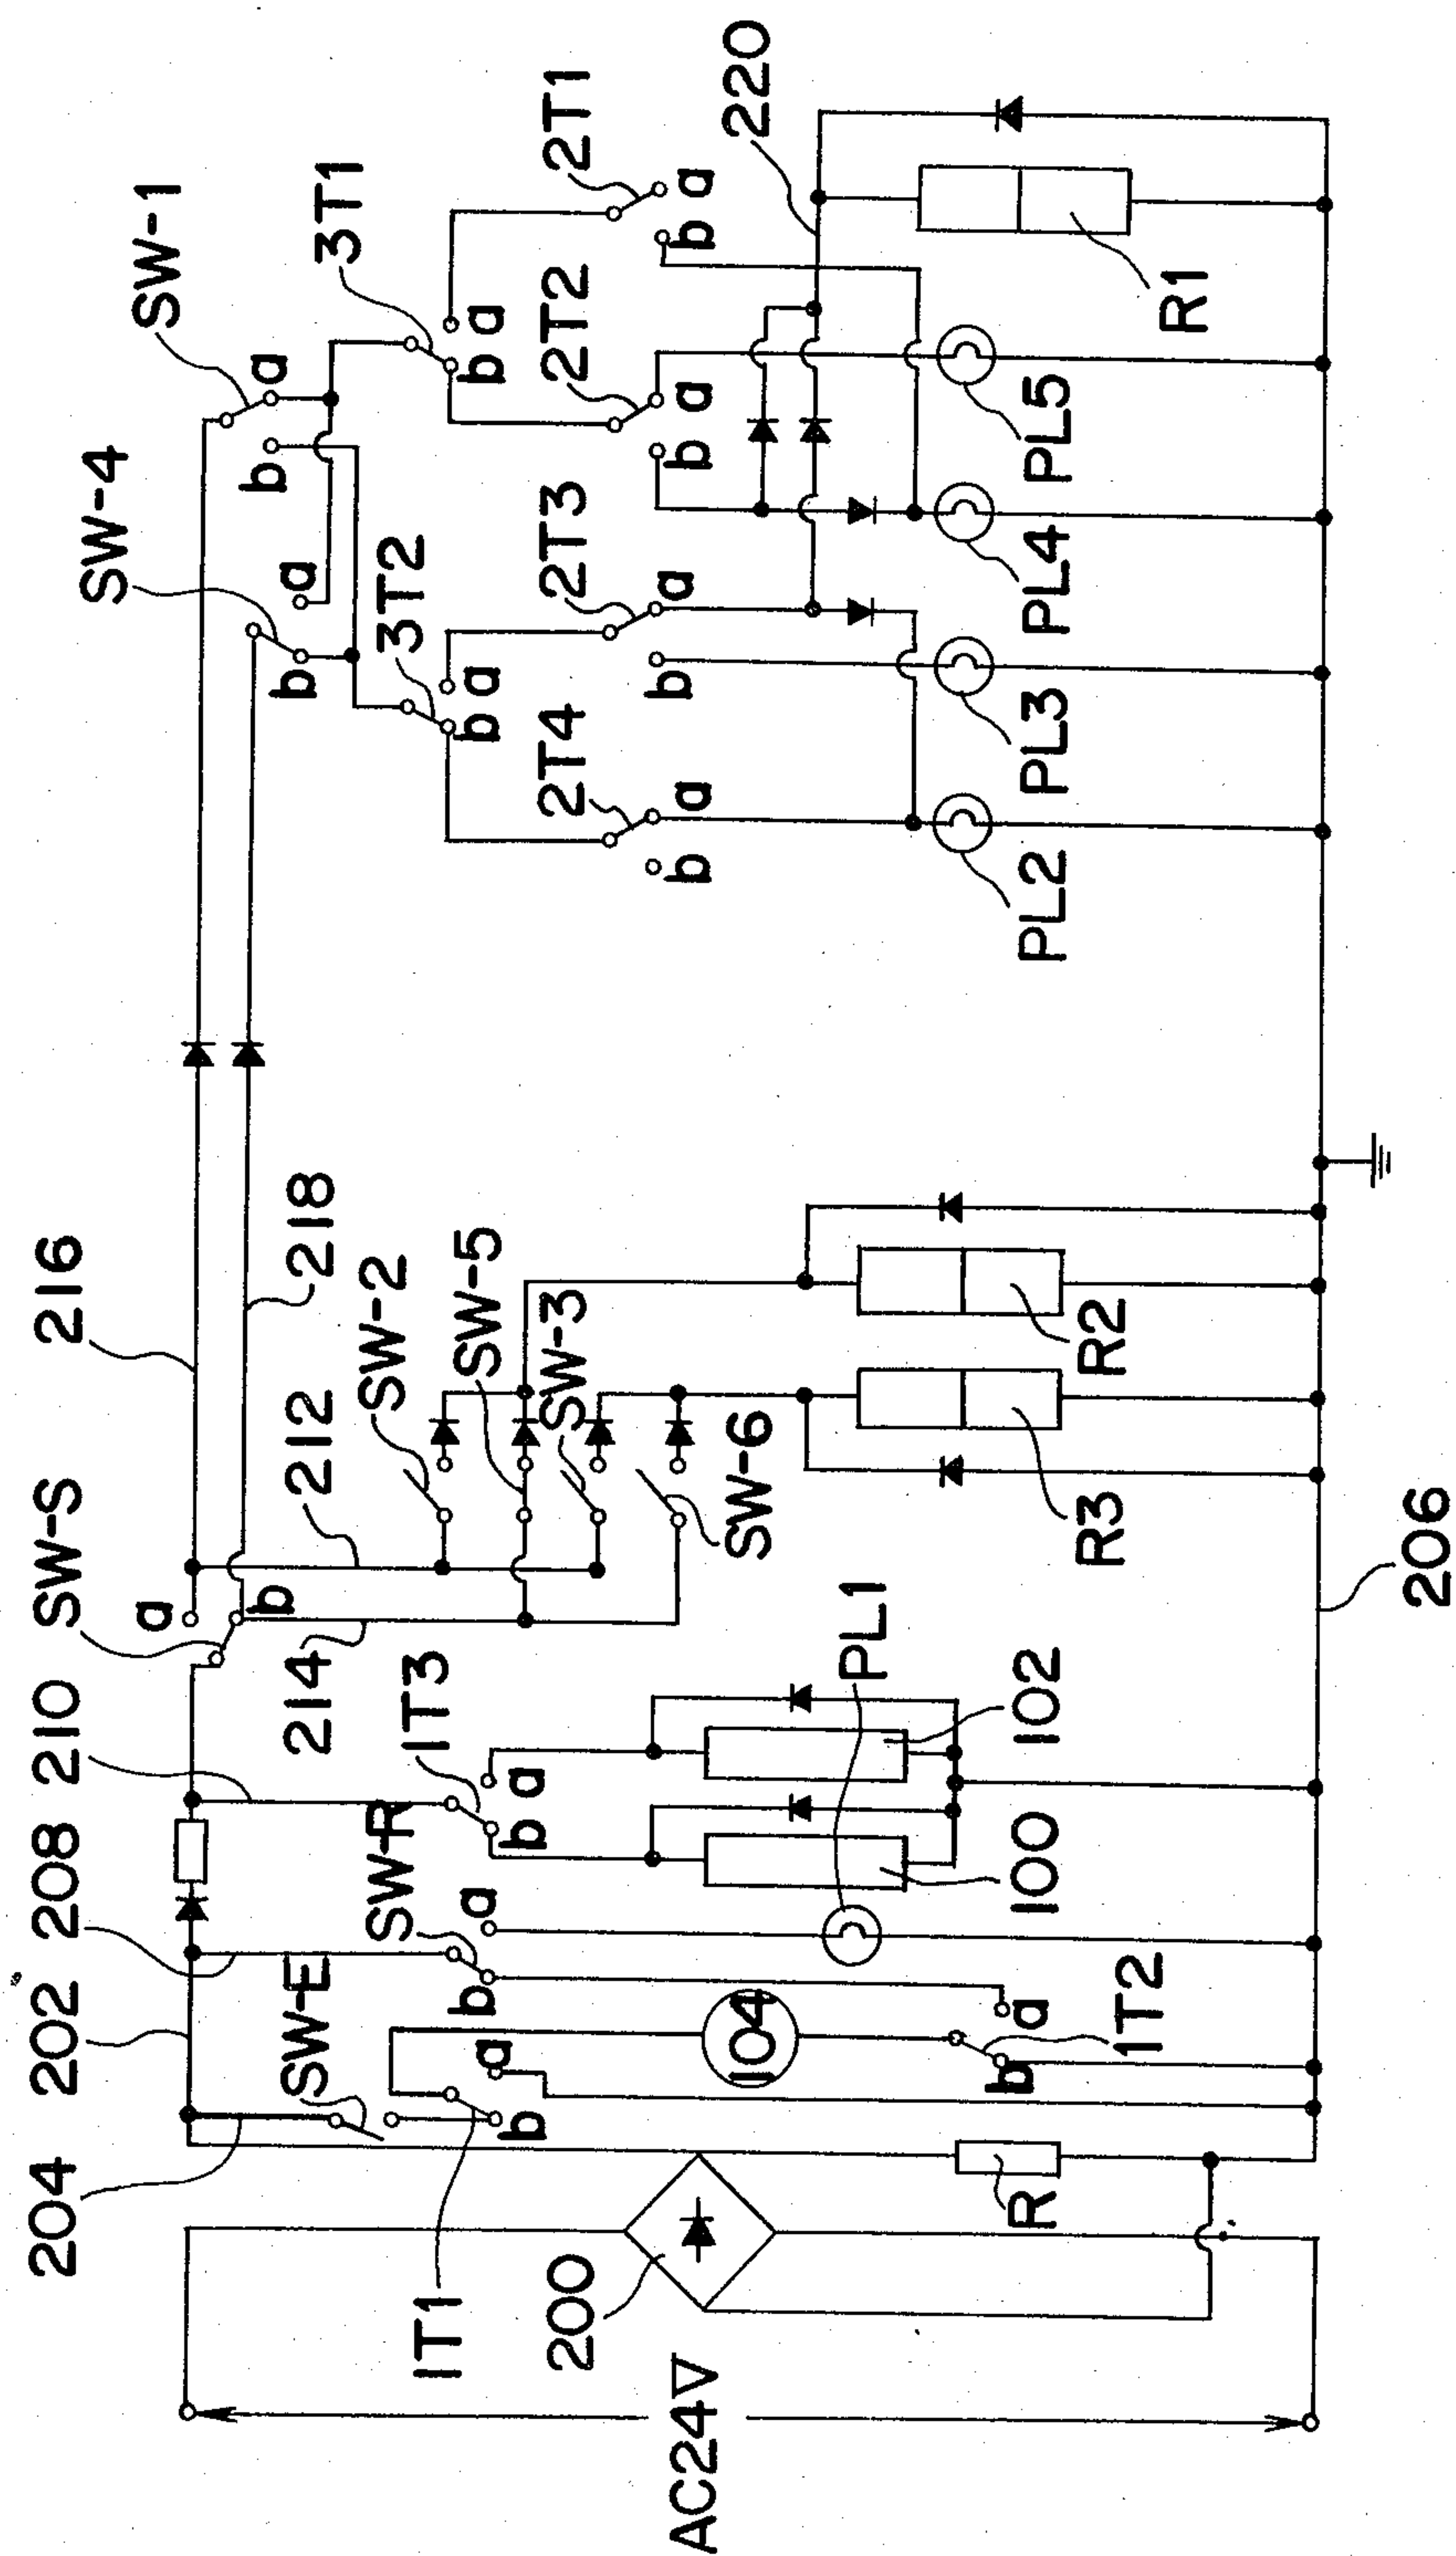 AC24V
200
R
204
202
208
210
SW-S
216
218
212
214
SW-E
SW-R
1T1
1T2
1T3
a
b
a
b
a
b
a
b
a
b
104
PL1
100
102
SW-2
SW-5
SW-3
SW-6
R3
R2
206
SW-4
SW-1
a
b
a
b
3T2
3T1
b a
b a
2T4
2T3
2T2
2T1
b
a
b
a
b
a
b
a
220
PL2
PL3
PL4
PL5
R1